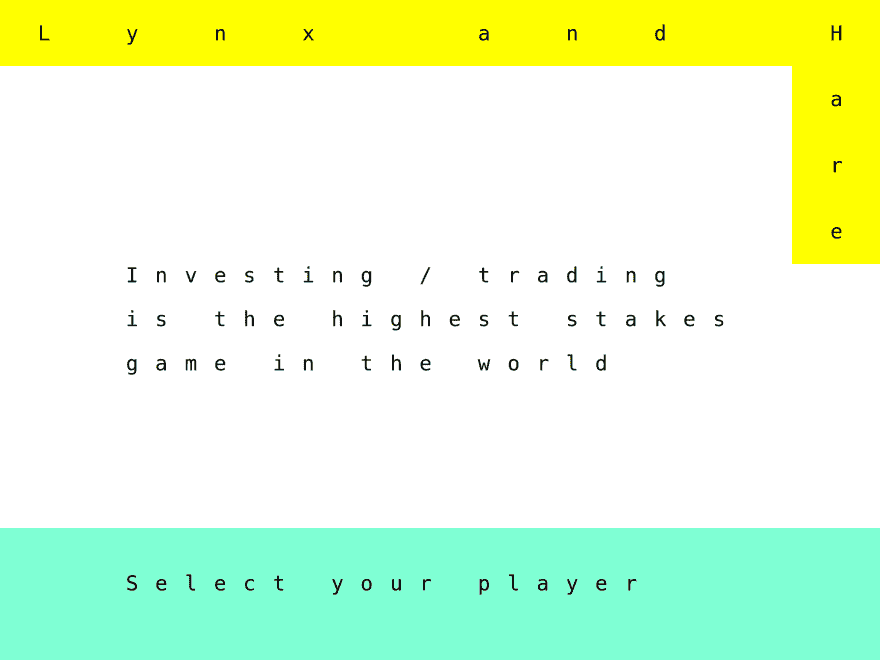 Lynx and Hare
Investing / trading
is the highest stakes
game in the world
Select your player